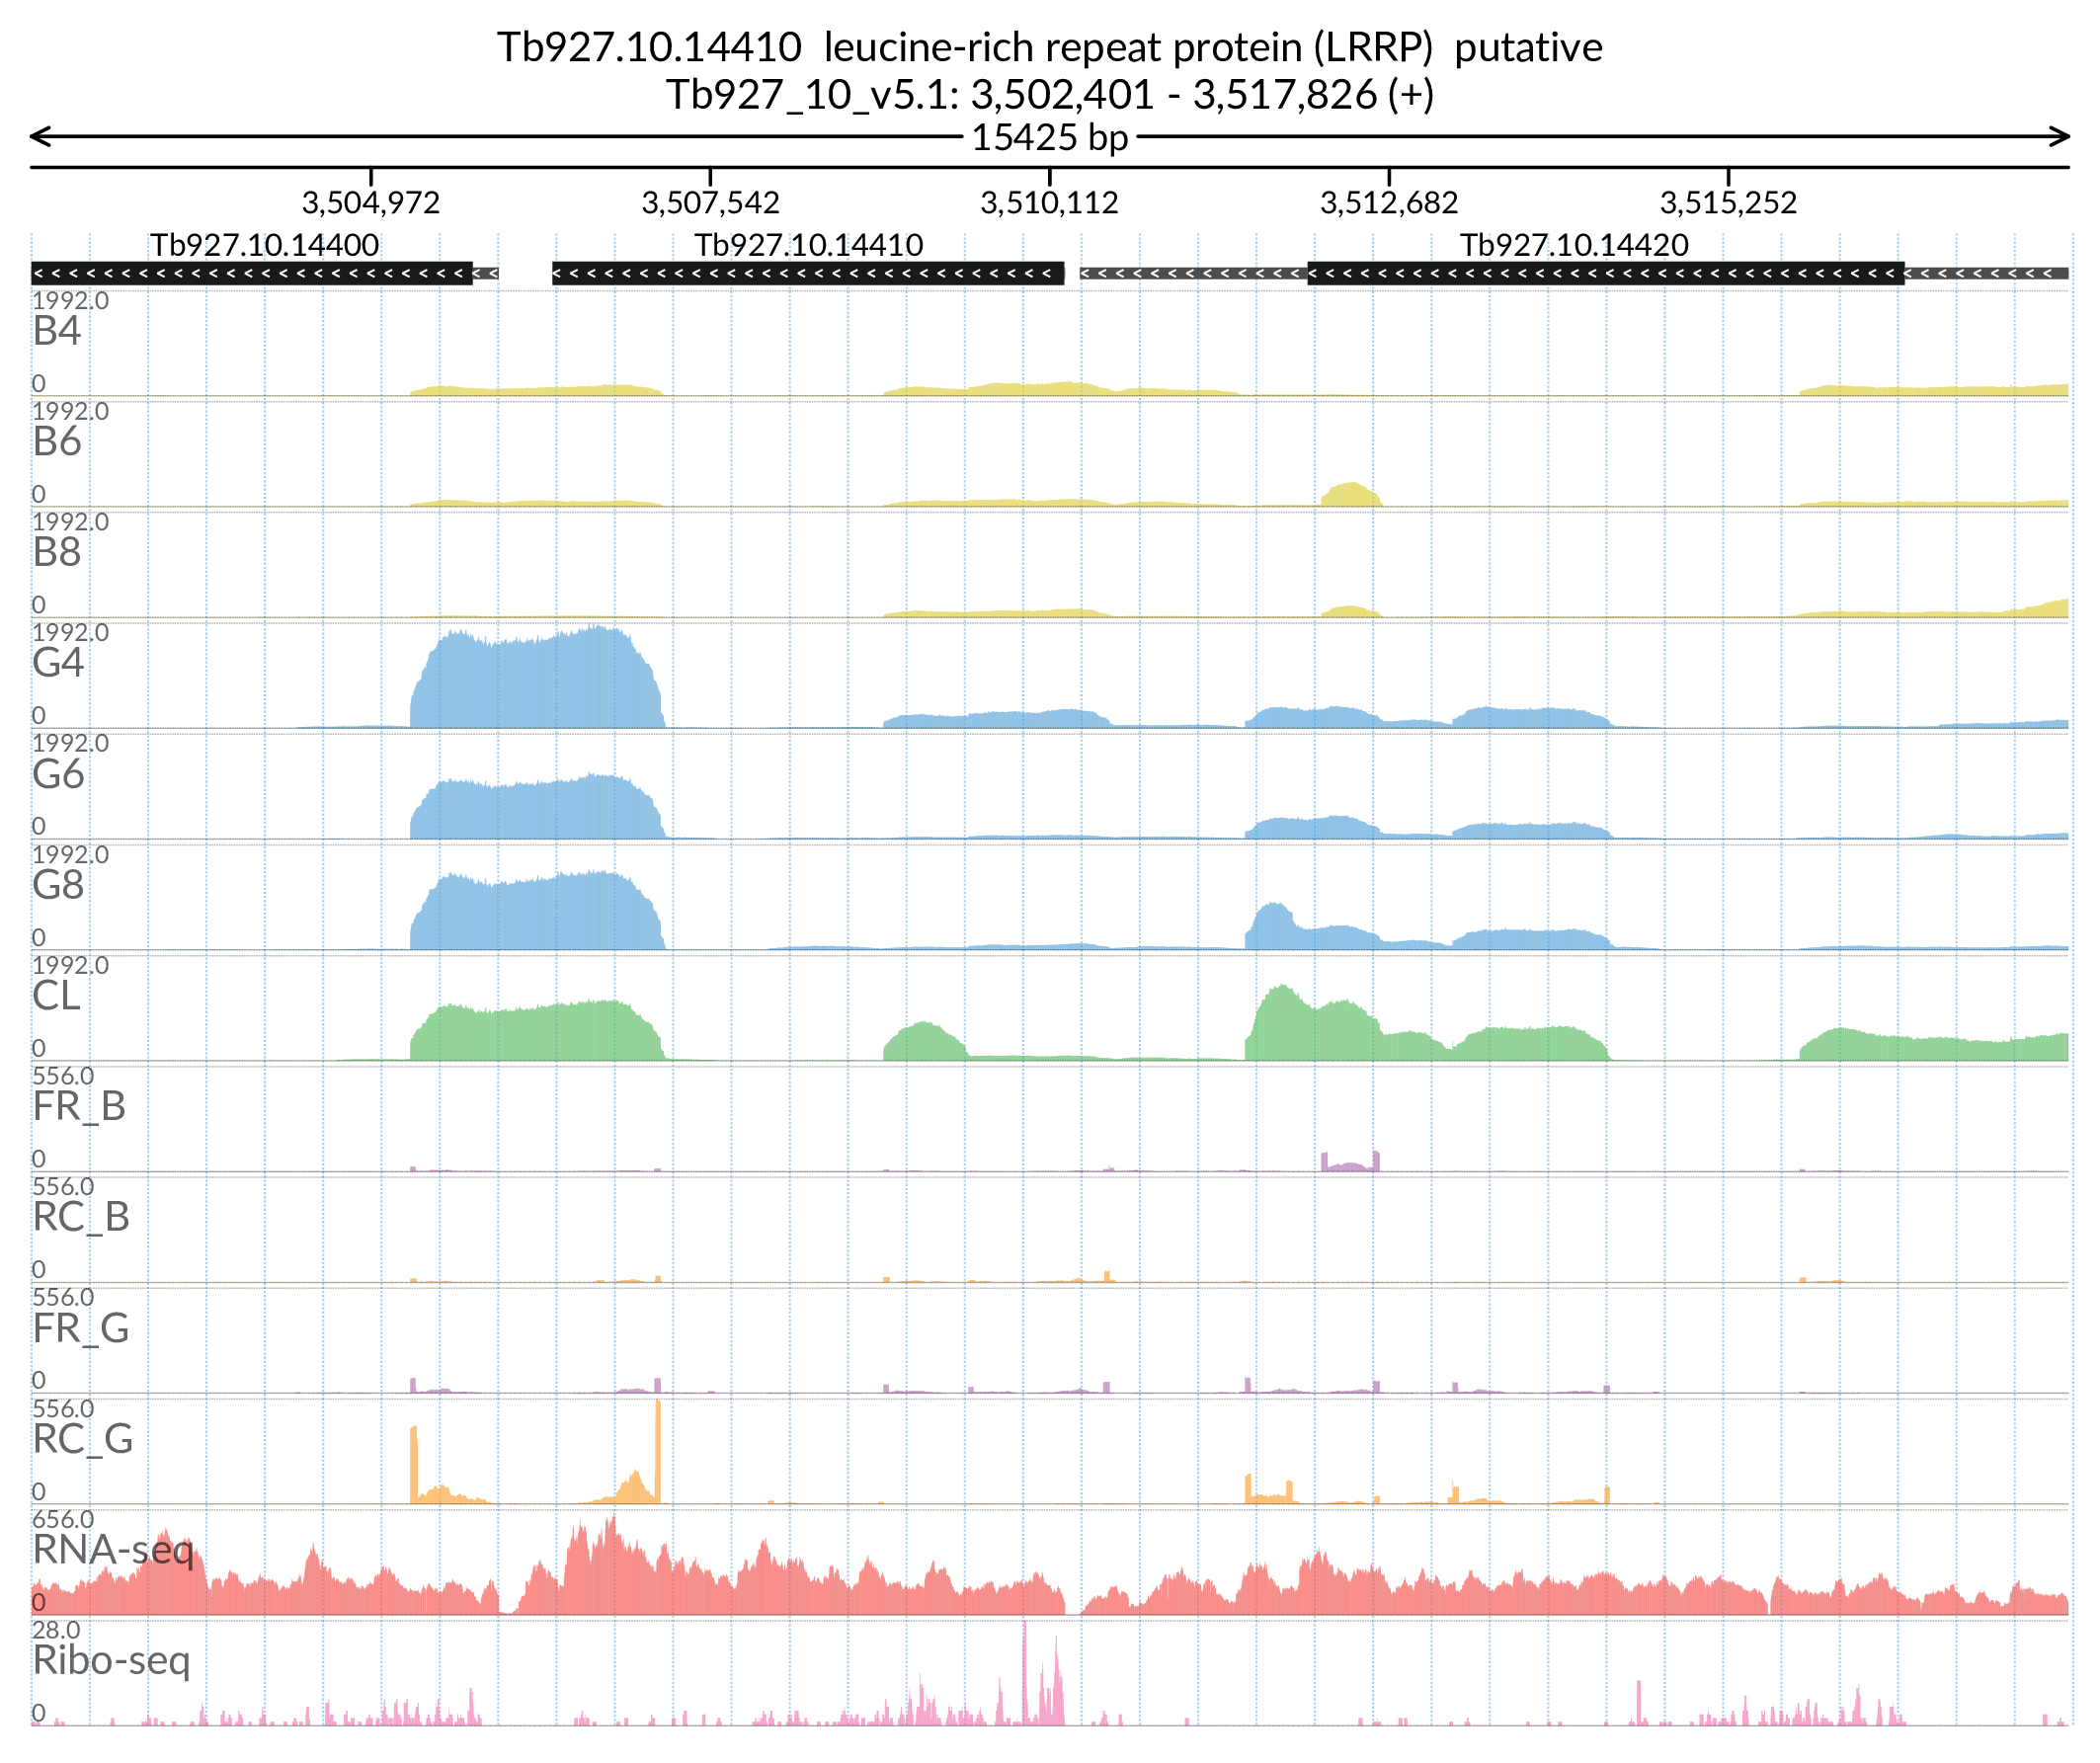 Tb927.10.14410  leucine-rich repeat protein (LRRP)  putative
Tb927_10_v5.1: 3,502,401 - 3,517,826 (+)
15425 bp
3,504,972 3,507,542 3,510,112 3,512,682 3,515,252
Tb927.10.14400 Tb927.10.14410 Tb927.10.14420
1992.0
B4
0
1992.0
B6
0
1992.0
B8
0
1992.0
G4
0
1992.0
G6
0
1992.0
G8
0
1992.0
CL
0
556.0
FR_B
0
556.0
RC_B
0
556.0
FR_G
0
556.0
RC_G
0
656.0
RNA-seq
0
28.0
Ribo-seq
0